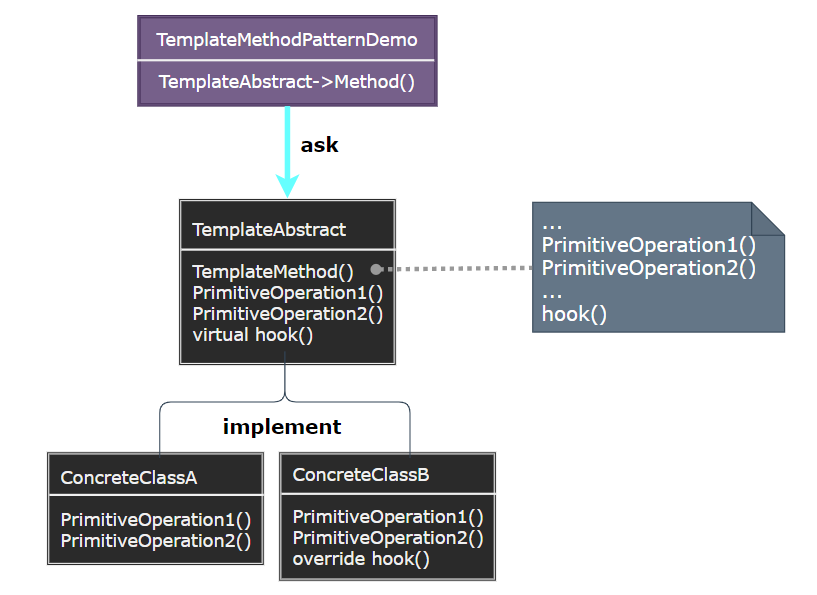 TemplateMethodPatternDemo
TemplateAbstract->Method()
ask
TemplateAbstract
TemplateMethod()
PrimitiveOperation1()
PrimitiveOperation2()
virtual hook()
...
PrimitiveOperation1()
PrimitiveOperation2()
...
hook()
implement
ConcreteClassA
PrimitiveOperation1()
PrimitiveOperation2()
ConcreteClassB
PrimitiveOperation1()
PrimitiveOperation2()
override hook()